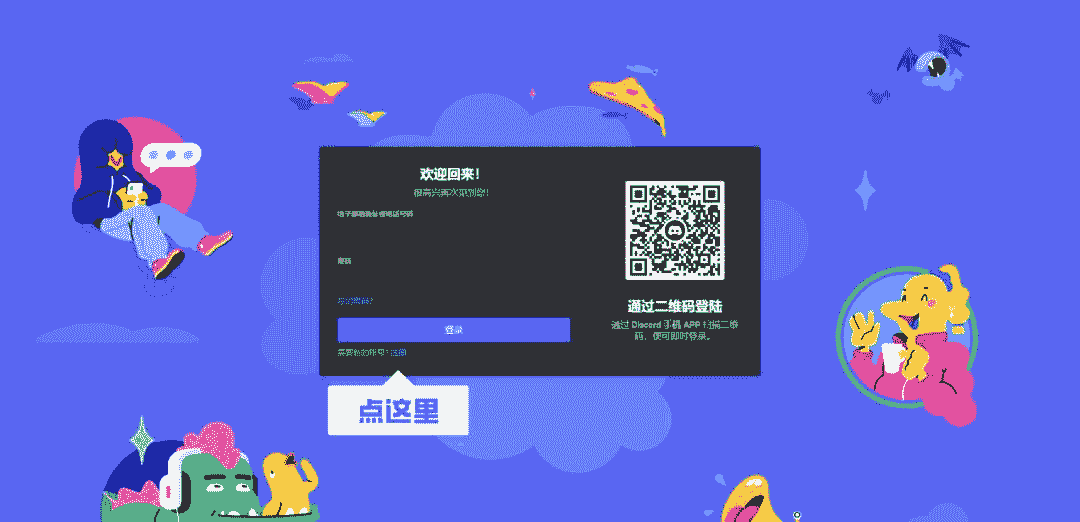 欢迎回来！
很高兴再次见到您！
密码
登录
通过二维码登陆
通过 Discord 手机 APP 扫描二维
码，便可即时登录。
点这里